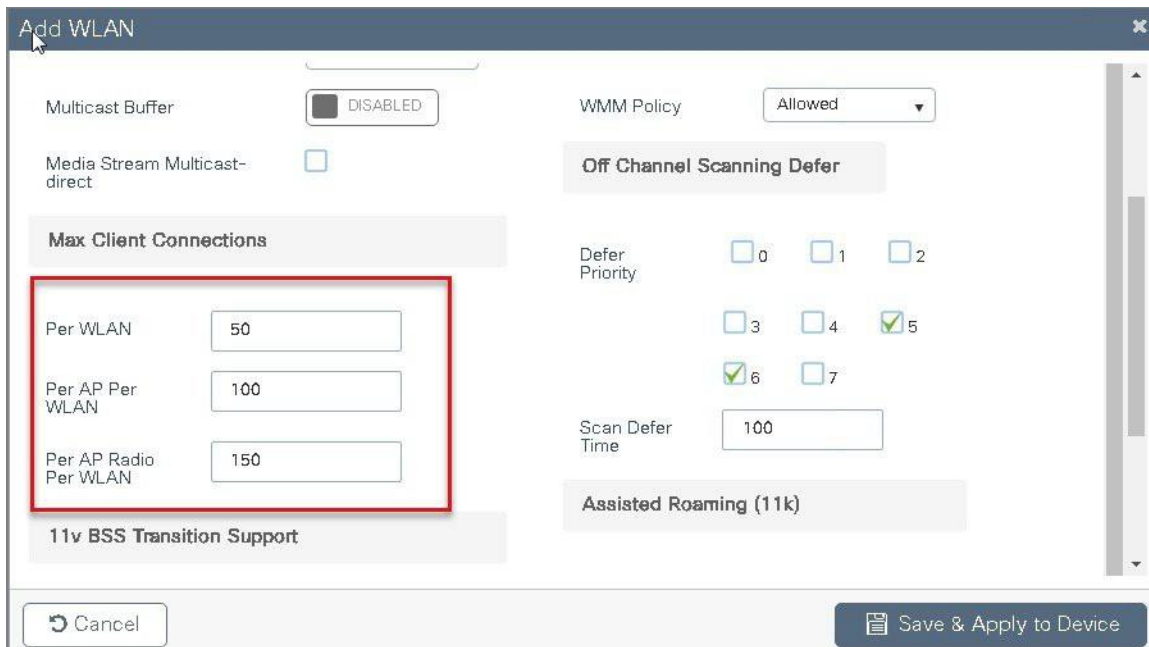 Add WLAN
Multicast Buffer
DISABLED
Media Stream Multicast-
direct
Max Client Connections
Per WLAN
50
Per AP Per
WLAN
100
Per AP Radio
Per WLAN
150
11v BSS Transition Support
WMM Policy
Allowed
Off Channel Scanning Defer
Defer
Priority
0 1 2
3 4 5
6 7
Scan Defer
Time
100
Assisted Roaming (11k)
Cancel
Save & Apply to Device